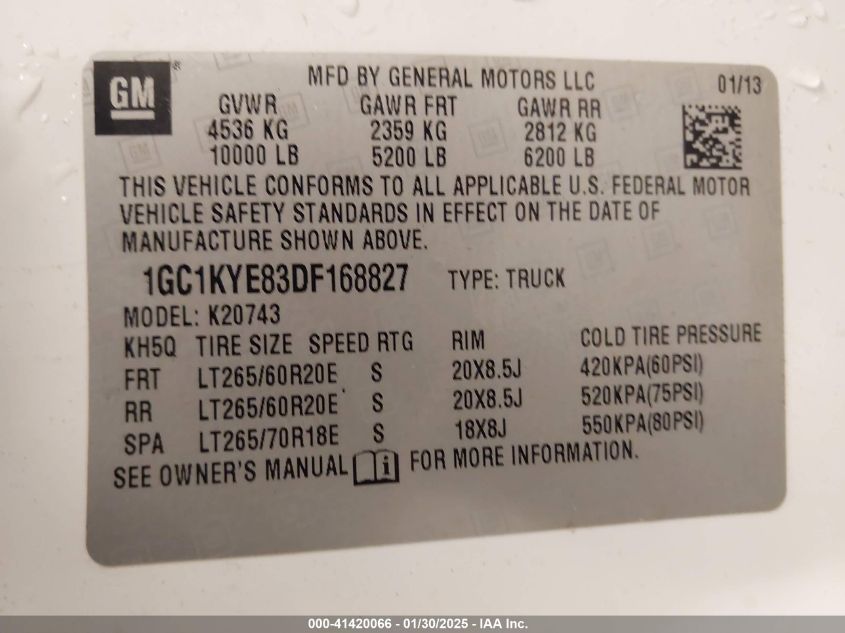 GM
MFD BY GENERAL MOTORS LLC 01/13
GVWR GAWR FRT GAWR RR
4536 KG 2359 KG 2812 KG
10000 LB 5200 LB 6200 LB
THIS VEHICLE CONFORMS TO ALL APPLICABLE U.S. FEDERAL MOTOR
VEHICLE SAFETY STANDARDS IN EFFECT ON THE DATE OF
MANUFACTURE SHOWN ABOVE.
1GC1KYE83DF168827 TYPE: TRUCK
MODEL: K20743
KH5Q TIRE SIZE SPEED RTG RIM COLD TIRE PRESSURE
FRT LT265/60R20E S 20X8.5J 420KPA(60PSI)
RR LT265/60R20E S 20X8.5J 520KPA(75PSI)
SPA LT265/70R18E S 18X8J 550KPA(80PSI)
SEE OWNER'S MANUAL i FOR MORE INFORMATION.
000-41420066 - 01/30/2025 - IAA Inc.